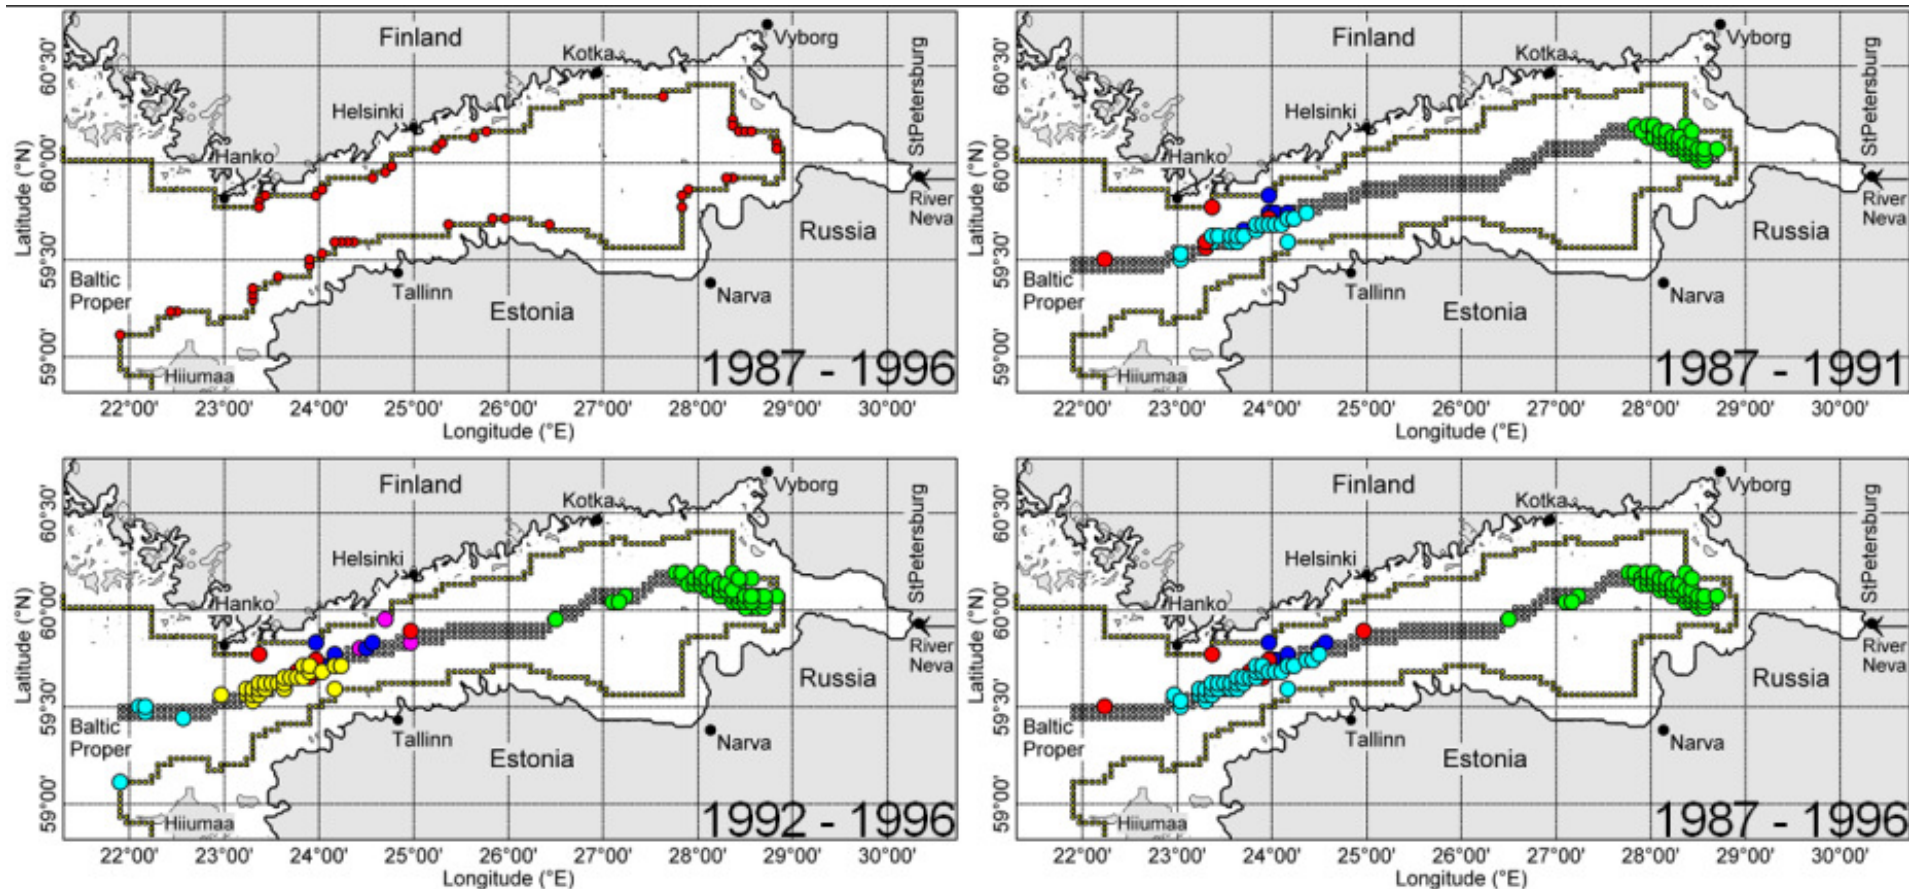 Finland
Vyborg
Kotka
60°30'
Helsinki
StPetersburg
Hanko
60°00'
Latitude (°N)
River
Neva
Russia
59°30'
Baltic
Proper
Tallinn
Narva
Estonia
59°00'
Hiiumaa
1987 - 1996
22°00' 23°00' 24°00' 25°00' 26°00' 27°00' 28°00' 29°00' 30°00'
Longitude (°E)
Finland
Vyborg
Kotka
60°30'
Helsinki
StPetersburg
Hanko
60°00'
Latitude (°N)
River
Neva
Russia
59°30'
Baltic
Proper
Tallinn
Narva
Estonia
59°00'
Hiiumaa
1987 - 1991
22°00' 23°00' 24°00' 25°00' 26°00' 27°00' 28°00' 29°00' 30°00'
Longitude (°E)
Finland
Vyborg
Kotka
60°30'
Helsinki
StPetersburg
Hanko
60°00'
Latitude (°N)
River
Neva
Russia
59°30'
Baltic
Proper
Tallinn
Narva
Estonia
59°00'
Hiiumaa
1992 - 1996
22°00' 23°00' 24°00' 25°00' 26°00' 27°00' 28°00' 29°00' 30°00'
Longitude (°E)
Finland
Vyborg
Kotka
60°30'
Helsinki
StPetersburg
Hanko
60°00'
Latitude (°N)
River
Neva
Russia
59°30'
Baltic
Proper
Tallinn
Narva
Estonia
59°00'
Hiiumaa
1987 - 1996
22°00' 23°00' 24°00' 25°00' 26°00' 27°00' 28°00' 29°00' 30°00'
Longitude (°E)